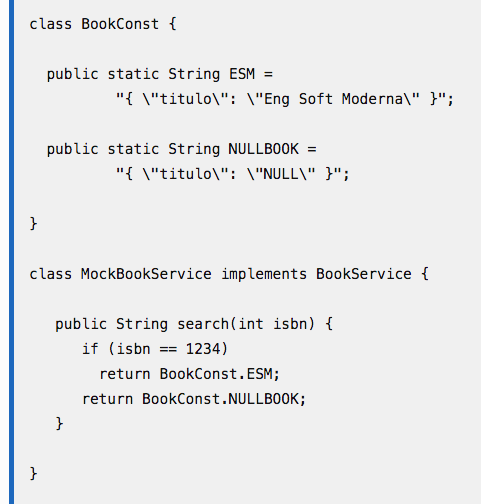 class BookConst {
public static String ESM =
"{ \"titulo\": \"Eng Soft Moderna\" }";
public static String NULLBOOK =
"{ \"titulo\": \"NULL\" }";
}
class MockBookService implements BookService {
public String search(int isbn) {
if (isbn == 1234)
return BookConst.ESM;
return BookConst.NULLBOOK;
}
}